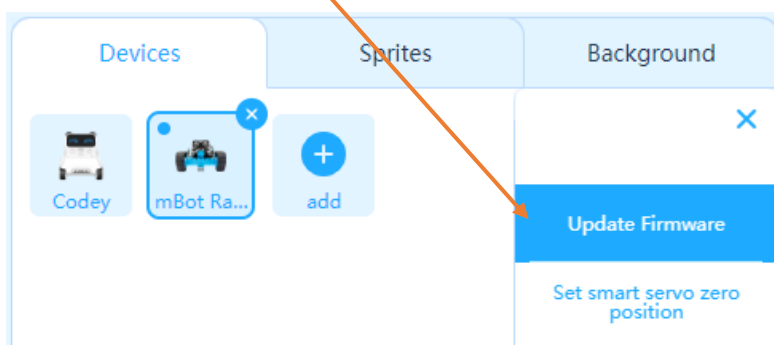 Devices Sprites Background
Codey mBot Ra... add
Update Firmware
Set smart servo zero
position